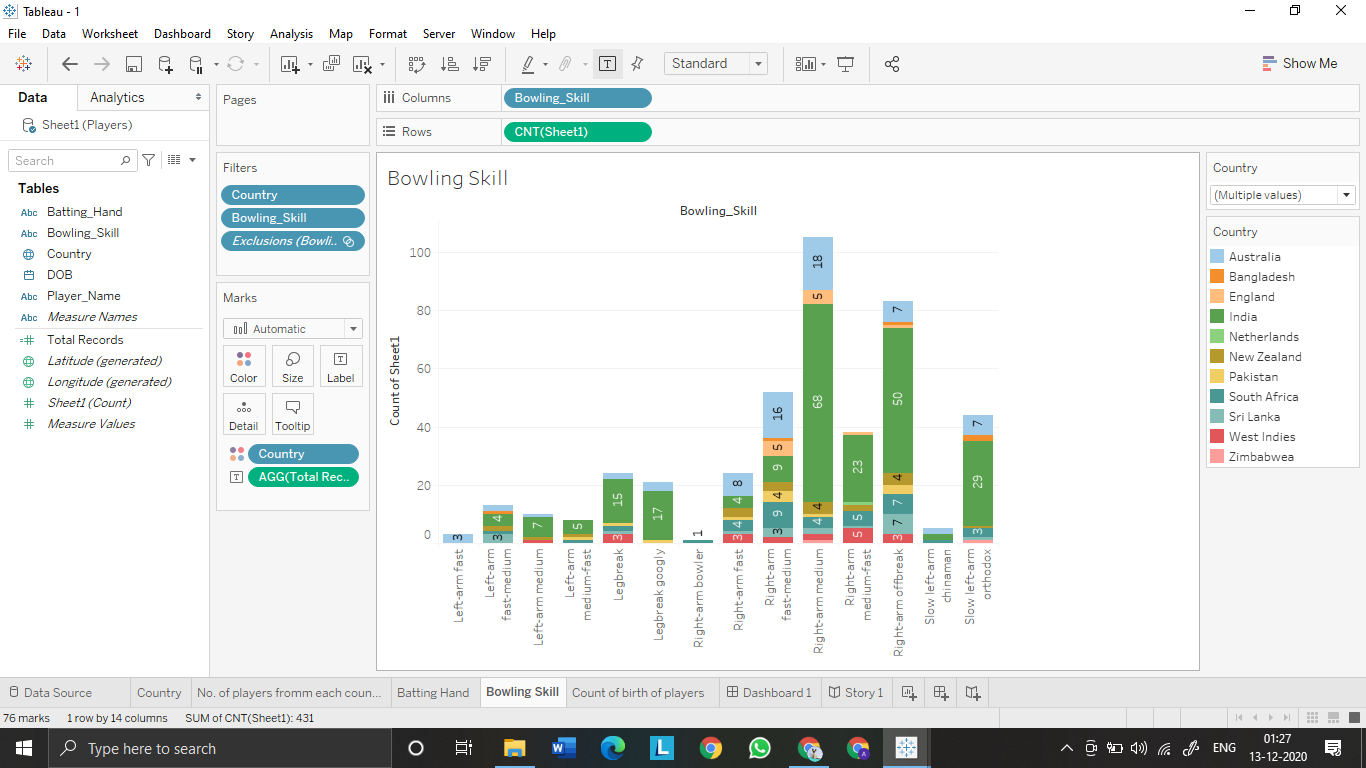 Tableau - 1
File Data Worksheet Dashboard Story Analysis Map Format Server Window Help
Standard
Show Me
Data Analytics
Sheet1 (Players)
Search
Tables
Abc Batting_Hand
Abc Bowling_Skill
Country
DOB
Abc Player_Name
Abc Measure Names
=# Total Records
Latitude (generated)
Longitude (generated)
# Sheet1 (Count)
# Measure Values
Pages
Filters
Country
Bowling_Skill
Exclusions (Bowli..
Marks
Automatic
Color Size Label
Detail Tooltip
Country
AGG(Total Rec..
Columns Bowling_Skill
Rows CNT(Sheet1)
Bowling Skill
Bowling_Skill
Count of Sheet1
100
80
60
40
20
0
3
4
3
7
5
15
3
17
1
8
4
4
3
16
5
9
4
9
3
18
5
68
4
4
23
5
5
7
50
4
7
7
3
7
29
3
Left-arm fast
Left-arm
fast-medium
Left-arm medium
Left-arm
medium-fast
Legbreak
Legbreak googly
Right-arm bowler
Right-arm fast
Right-arm
fast-medium
Right-arm medium
Right-arm
medium-fast
Right-arm offbreak
Slow left-arm
chinaman
Slow left-arm
orthodox
Country
(Multiple values)
Country
Australia
Bangladesh
England
India
Netherlands
New Zealand
Pakistan
South Africa
Sri Lanka
West Indies
Zimbabwea
Data Source Country No. of players fromm each coun... Batting Hand Bowling Skill Count of birth of players Dashboard 1 Story 1
76 marks 1 row by 14 columns SUM of CNT(Sheet1): 431
Type here to search
ENG
01:27
13-12-2020